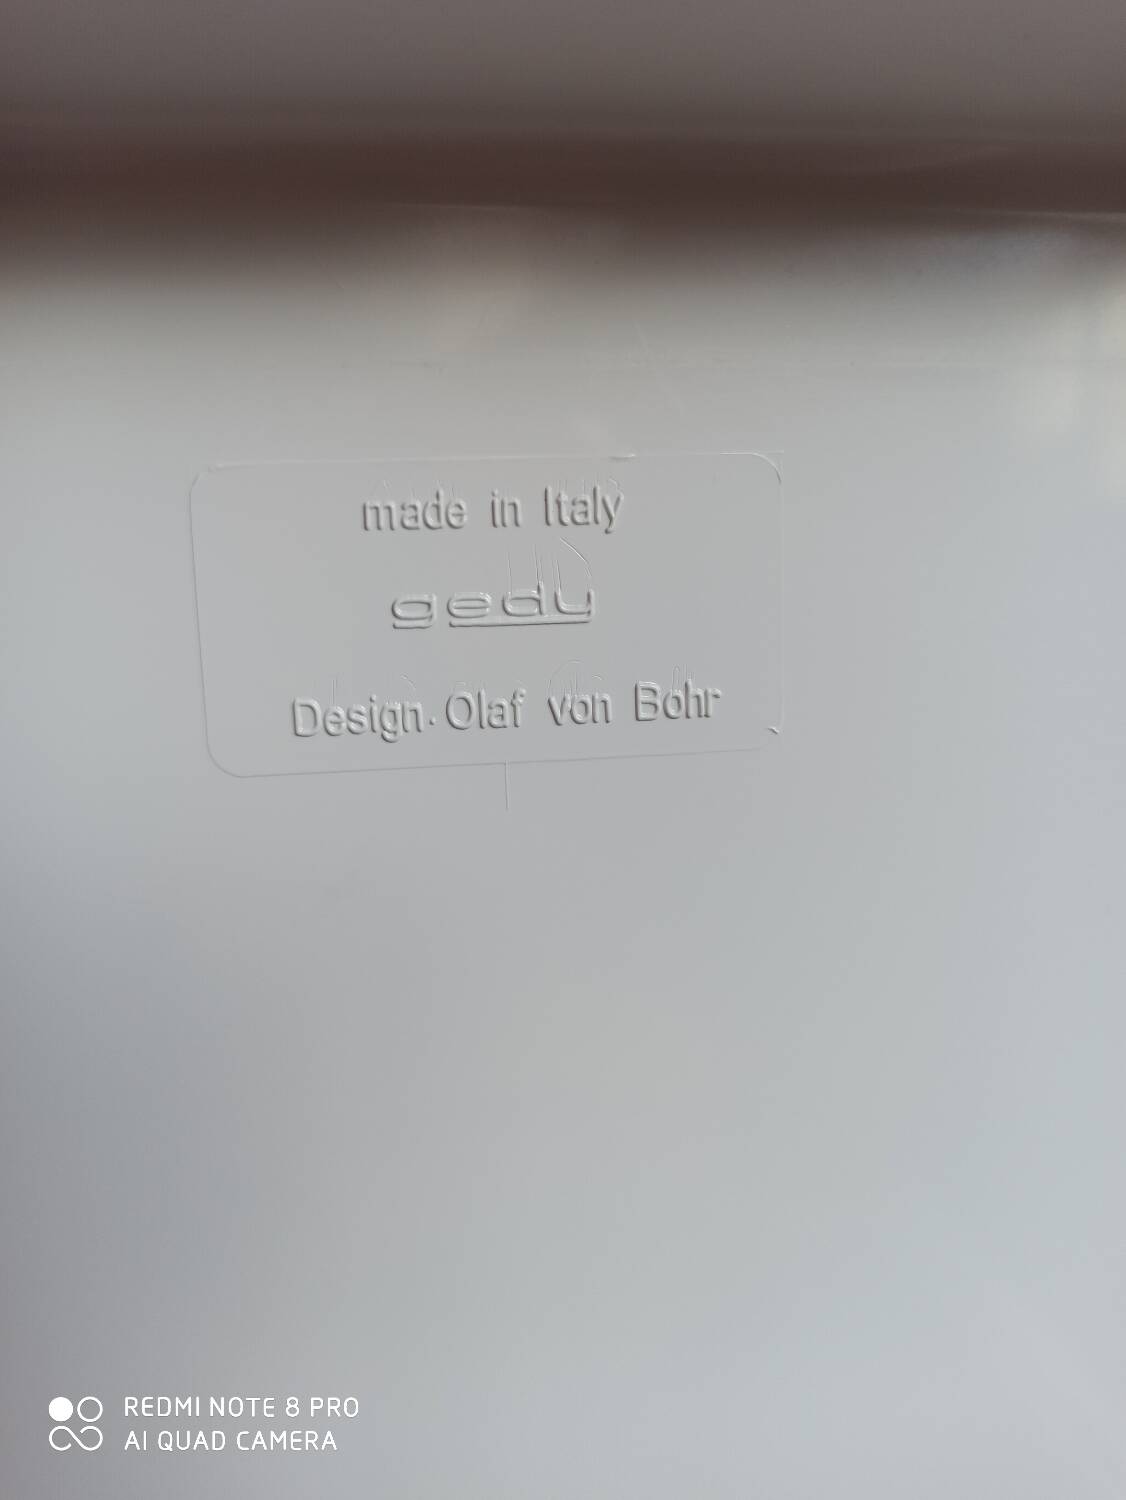 made in Italy
gedy
Design. Olaf von Bohr
REDMI NOTE 8 PRO
AI QUAD CAMERA